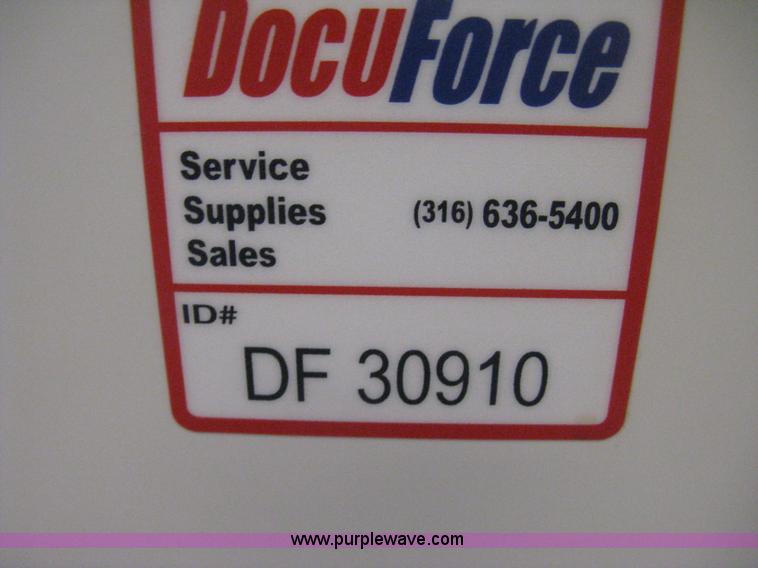 DocuForce
Service
Supplies (316) 636-5400
Sales
ID#
DF 30910
www.purplewave.com